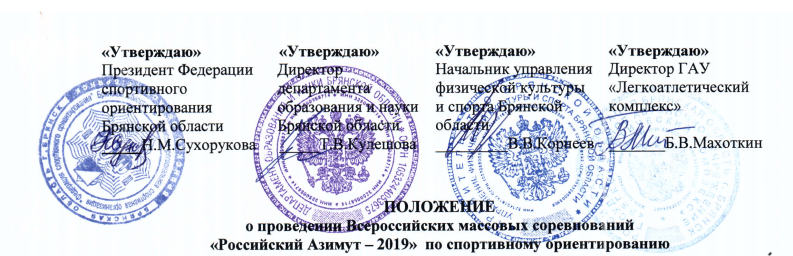 «Утверждаю»
Президент Федерации
спортивного
ориентирования
Брянской области
Н.М.Сухорукова
«Утверждаю»
Директор
департамента
образования и науки
Брянской области
Т.В.Кулешова
«Утверждаю»
Начальник управления
физической культуры
и спорта Брянской
области
В.В.Корнеев
«Утверждаю»
Директор ГАУ
«Легкоатлетический
комплекс»
Б.В.Махоткин
ПОЛОЖЕНИЕ
о проведении Всероссийских массовых соревнований
«Российский Азимут – 2019» по спортивному ориентированию